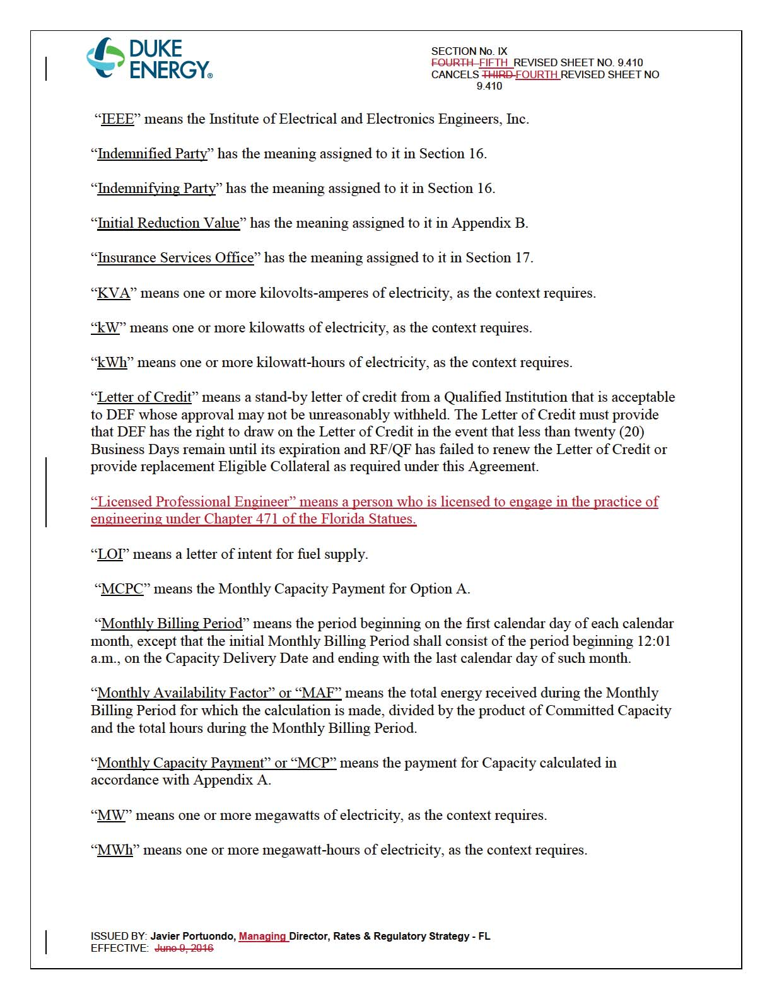 DUKE
ENERGY®
SECTION No. IX
FOURTH FIFTH REVISED SHEET NO. 9.410
CANCELS THIRD FOURTH REVISED SHEET NO
9.410
“IEEE” means the Institute of Electrical and Electronics Engineers, Inc.
“Indemnified Party” has the meaning assigned to it in Section 16.
“Indemnifying Party” has the meaning assigned to it in Section 16.
“Initial Reduction Value” has the meaning assigned to it in Appendix B.
“Insurance Services Office” has the meaning assigned to it in Section 17.
“KVA” means one or more kilovolts-amperes of electricity, as the context requires.
“kW” means one or more kilowatts of electricity, as the context requires.
“kWh” means one or more kilowatt-hours of electricity, as the context requires.
“Letter of Credit” means a stand-by letter of credit from a Qualified Institution that is acceptable
to DEF whose approval may not be unreasonably withheld. The Letter of Credit must provide
that DEF has the right to draw on the Letter of Credit in the event that less than twenty (20)
Business Days remain until its expiration and RF/QF has failed to renew the Letter of Credit or
provide replacement Eligible Collateral as required under this Agreement.
“Licensed Professional Engineer” means a person who is licensed to engage in the practice of
engineering under Chapter 471 of the Florida Statues.
“LOI” means a letter of intent for fuel supply.
“MCPC” means the Monthly Capacity Payment for Option A.
“Monthly Billing Period” means the period beginning on the first calendar day of each calendar
month, except that the initial Monthly Billing Period shall consist of the period beginning 12:01
a.m., on the Capacity Delivery Date and ending with the last calendar day of such month.
“Monthly Availability Factor” or “MAF” means the total energy received during the Monthly
Billing Period for which the calculation is made, divided by the product of Committed Capacity
and the total hours during the Monthly Billing Period.
“Monthly Capacity Payment” or “MCP” means the payment for Capacity calculated in
accordance with Appendix A.
“MW” means one or more megawatts of electricity, as the context requires.
“MWh” means one or more megawatt-hours of electricity, as the context requires.
ISSUED BY: Javier Portuondo, Managing Director, Rates & Regulatory Strategy - FL
EFFECTIVE: June 9, 2016